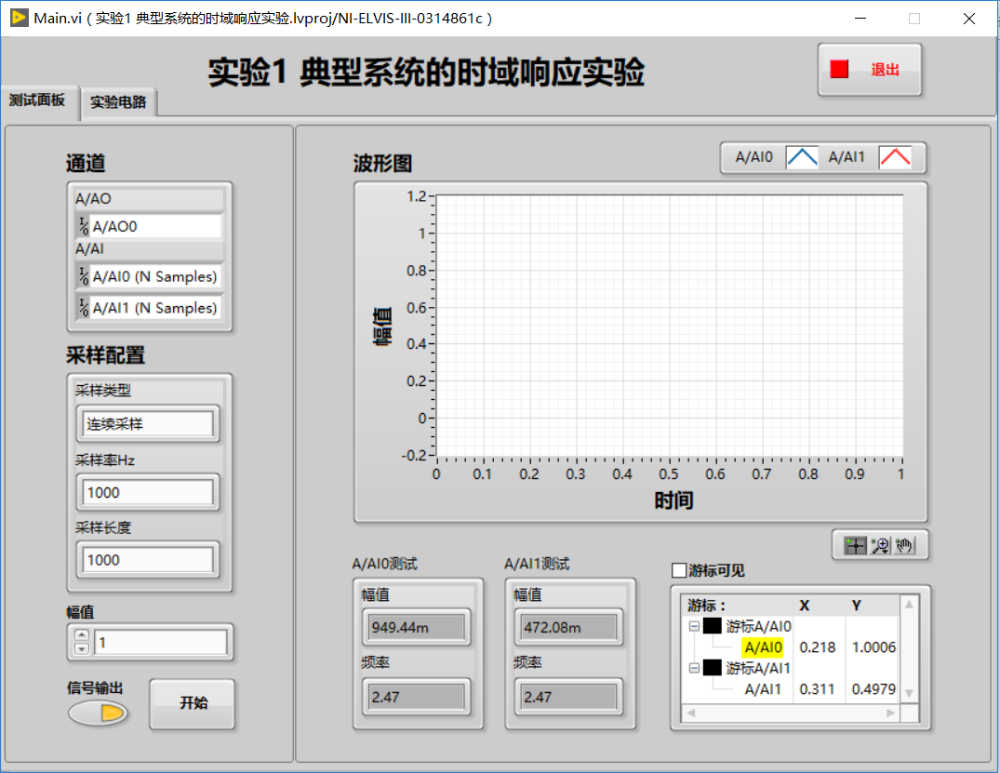 Main.vi ( 实验1 典型系统的时域响应实验.lvproj/NI-ELVIS-III-0314861c )
实验1 典型系统的时域响应实验
退出
测试面板
实验电路
通道
A/AO
A/AO0
A/AI
A/AI0 (N Samples)
A/AI1 (N Samples)
采样配置
采样类型
连续采样
采样率Hz
1000
采样长度
1000
幅值
1
信号输出
开始
波形图
A/AI0
A/AI1
1.2
1
0.8
0.6
0.4
0.2
0
-0.2
幅值
0 0.1 0.2 0.3 0.4 0.5 0.6 0.7 0.8 0.9 1
时间
A/AI0测试
幅值
949.44m
频率
2.47
A/AI1测试
幅值
472.08m
频率
2.47
游标可见
游标： X Y
游标A/AI0
A/AI0 0.218 1.0006
游标A/AI1
A/AI1 0.311 0.4979